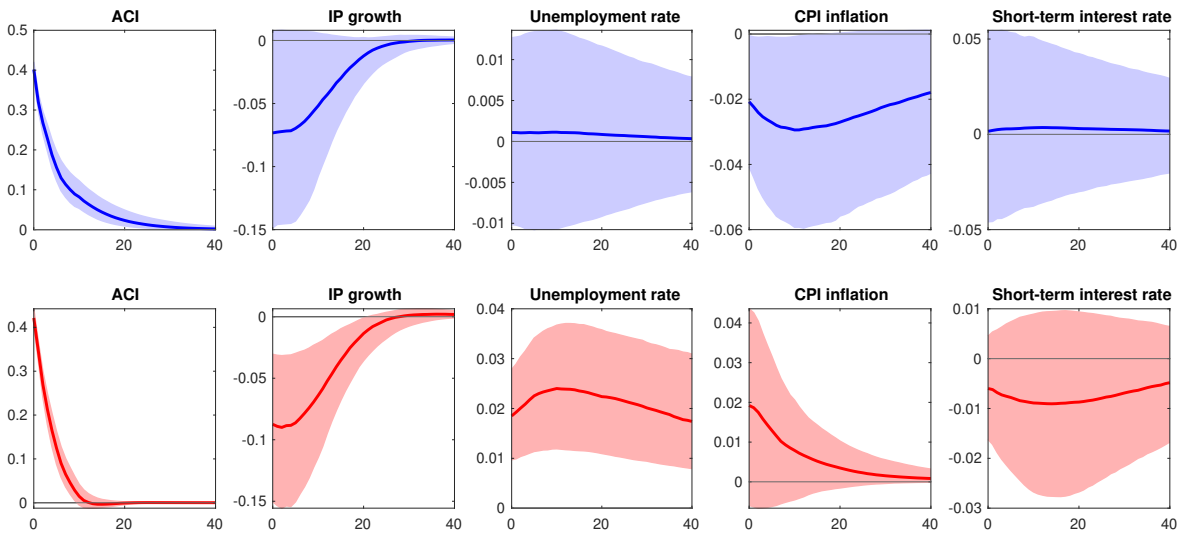 ACI
IP growth
Unemployment rate
CPI inflation
Short-term interest rate
0.5
0.4
0.3
0.2
0.1
0
0 20 40
0
-0.05
-0.1
-0.15
0 20 40
0.01
0.005
0
-0.005
-0.01
0 20 40
0
-0.02
-0.04
-0.06
0 20 40
0.05
0
-0.05
0 20 40
ACI
IP growth
Unemployment rate
CPI inflation
Short-term interest rate
0.4
0.3
0.2
0.1
0
0 20 40
0
-0.05
-0.1
-0.15
0 20 40
0.04
0.03
0.02
0.01
0
0 20 40
0.04
0.03
0.02
0.01
0
0 20 40
0.01
0
-0.01
-0.02
-0.03
0 20 40